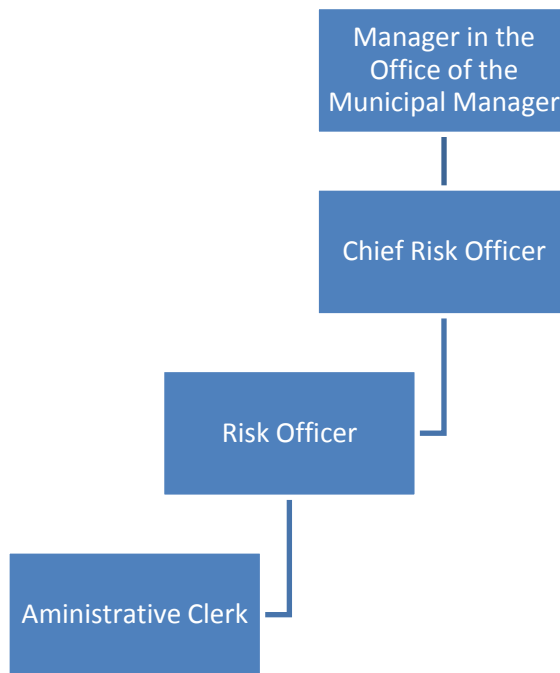 Manager in the
Office of the
Municipal Manager
Chief Risk Officer
Risk Officer
Aministrative Clerk